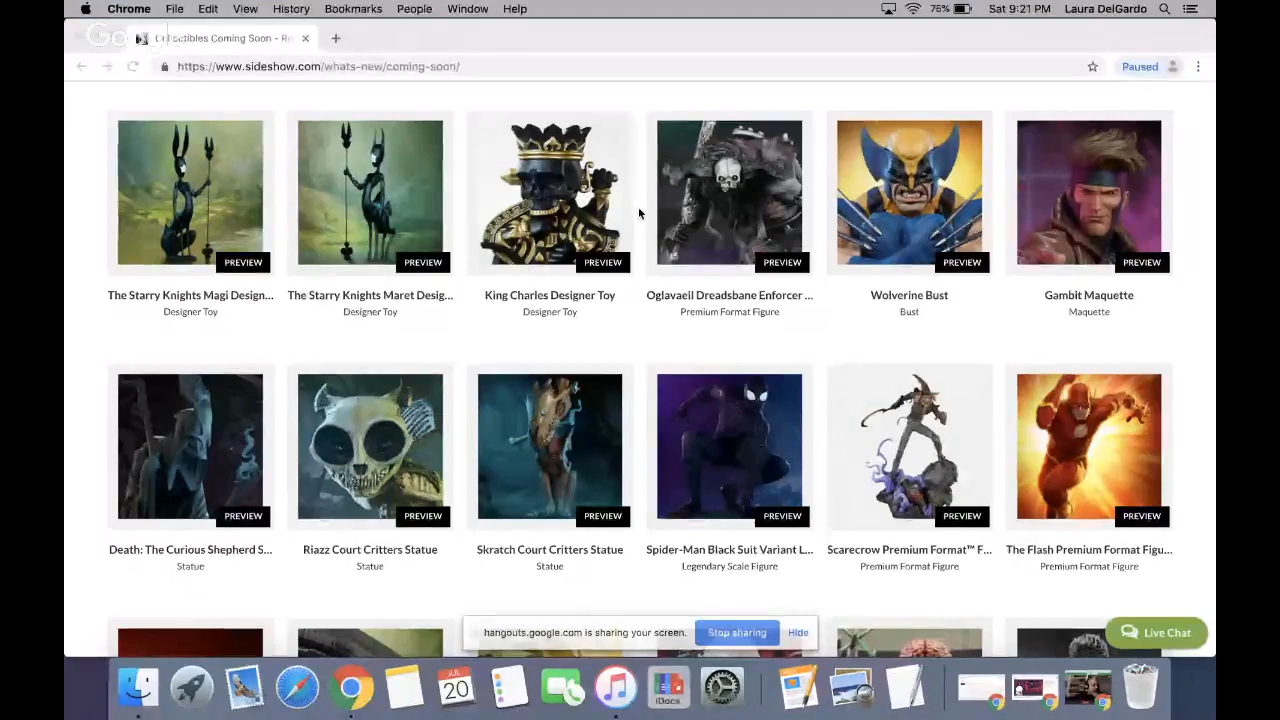 Chrome File Edit View History Bookmarks People Window Help 76% Sat 9:21 PM Laura DelGardo
Google
Collectibles Coming Soon - Re
https://www.sideshow.com/whats-new/coming-soon/ Paused
PREVIEW PREVIEW PREVIEW PREVIEW PREVIEW PREVIEW
The Starry Knights Magi Design... The Starry Knights Maret Desig... King Charles Designer Toy Oglavaeil Dreadsbane Enforcer ... Wolverine Bust Gambit Maquette
Designer Toy Designer Toy Designer Toy Premium Format Figure Bust Maquette
PREVIEW PREVIEW PREVIEW PREVIEW PREVIEW PREVIEW
Death: The Curious Shepherd S... Riazz Court Critters Statue Skratch Court Critters Statue Spider-Man Black Suit Variant L... Scarecrow Premium Format™ F... The Flash Premium Format Figu...
Statue Statue Statue Legendary Scale Figure Premium Format Figure Premium Format Figure
hangouts.google.com is sharing your screen. Stop sharing Hide
Live Chat
JUL
20
iDocs